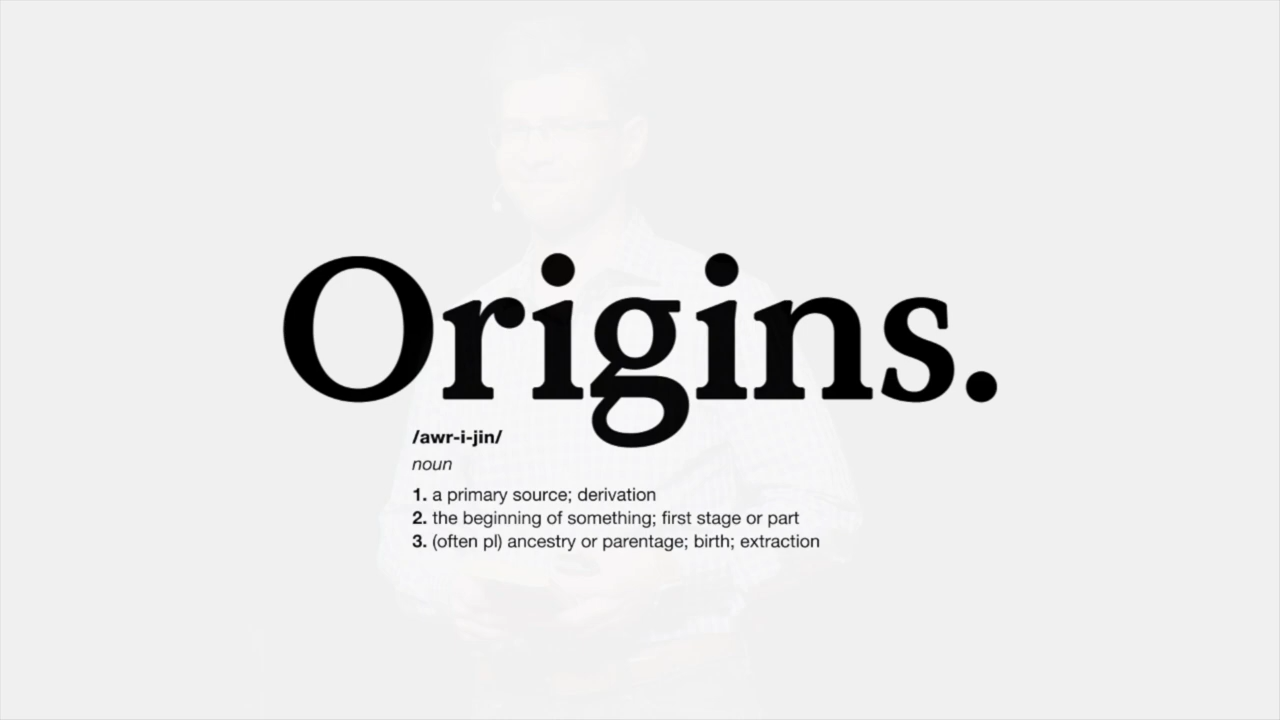 Origins.
/awr-i-jin/
noun
1. a primary source; derivation
2. the beginning of something; first stage or part
3. (often pl) ancestry or parentage; birth; extraction